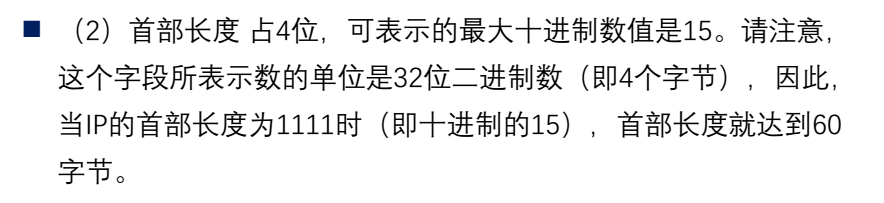 ■ （2）首部长度 占4位，可表示的最大十进制数值是15。请注意，
这个字段所表示数的单位是32位二进制数（即4个字节），因此，
当IP的首部长度为1111时（即十进制的15），首部长度就达到60
字节。